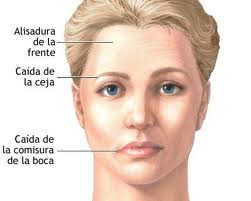 Alisadura
de la
frente
Caída de
la ceja
Caída de
la comisura
de la boca